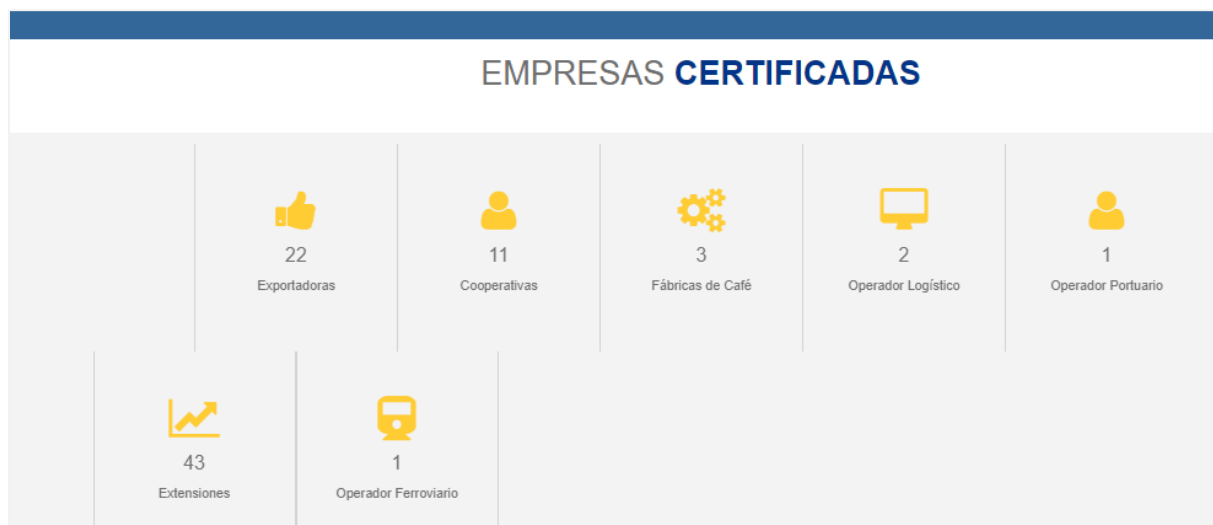 EMPRESAS CERTIFICADAS
22
Exportadoras
11
Cooperativas
3
Fábricas de Café
2
Operador Logístico
1
Operador Portuario
43
Extensiones
1
Operador Ferroviario